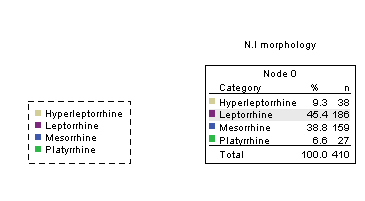 N.I morphology
Node 0
Category % n
Hyperleptorrhine 9.3 38
Leptorrhine 45.4 186
Mesorrhine 38.8 159
Platyrrhine 6.6 27
Total 100.0 410
Hyperleptorrhine
Leptorrhine
Mesorrhine
Platyrrhine